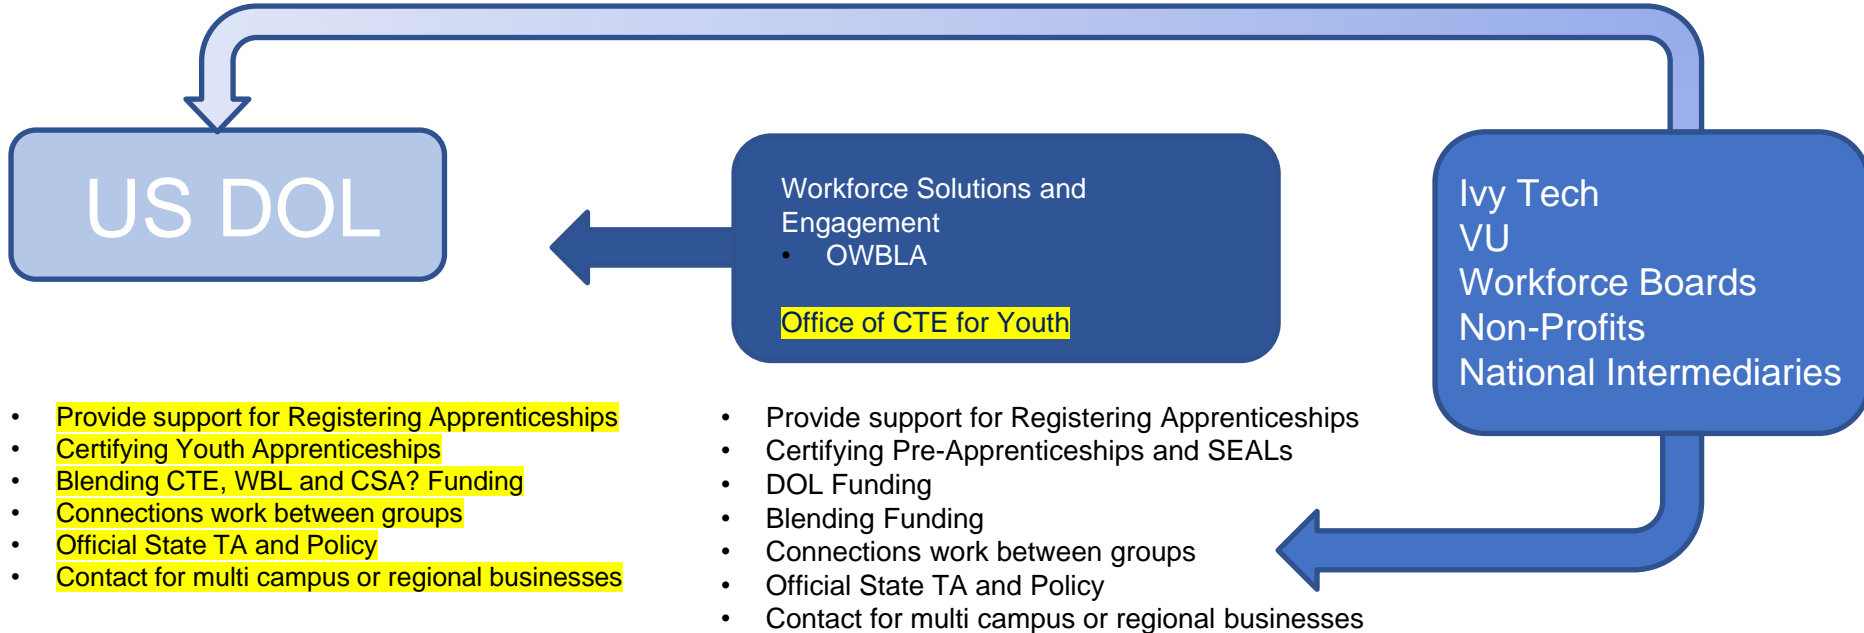 US DOL
Workforce Solutions and
Engagement
• OWBLA
Office of CTE for Youth
Ivy Tech
VU
Workforce Boards
Non-Profits
National Intermediaries
• Provide support for Registering Apprenticeships
• Certifying Youth Apprenticeships
• Blending CTE, WBL and CSA? Funding
• Connections work between groups
• Official State TA and Policy
• Contact for multi campus or regional businesses
• Provide support for Registering Apprenticeships
• Certifying Pre-Apprenticeships and SEALs
• DOL Funding
• Blending Funding
• Connections work between groups
• Official State TA and Policy
• Contact for multi campus or regional businesses